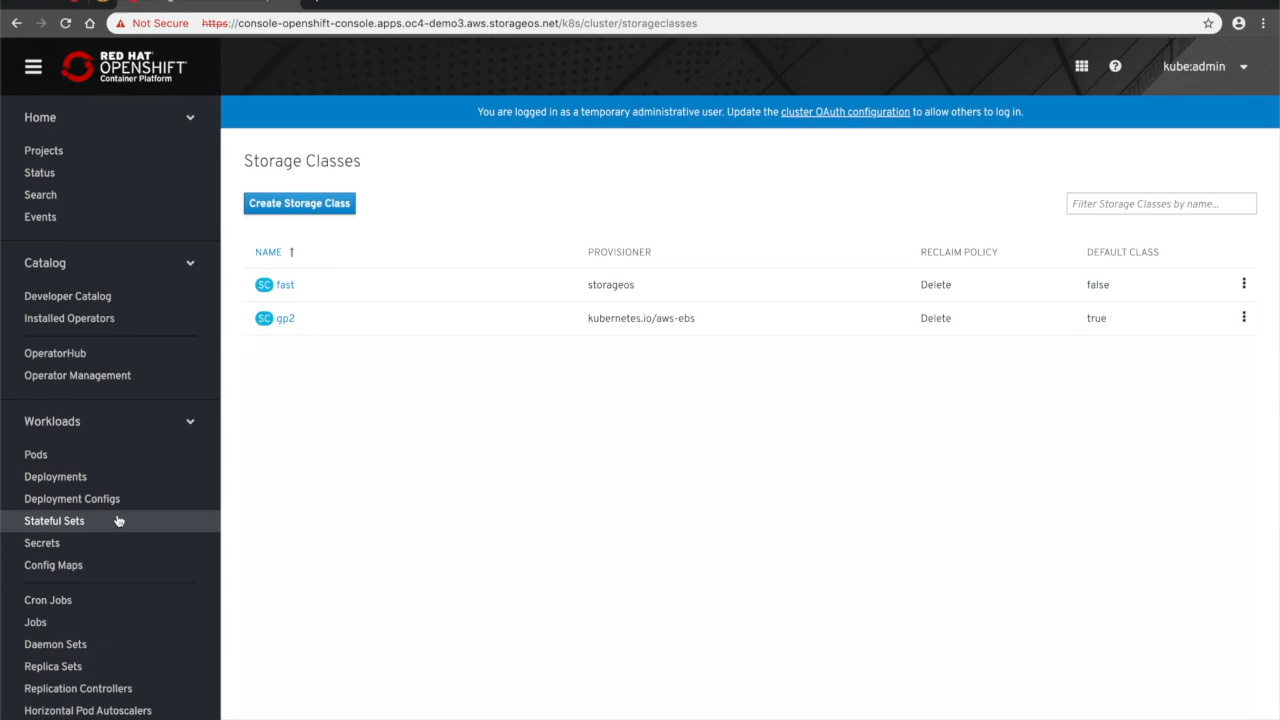 Not Secure https://console-openshift-console.apps.oc4-demo3.aws.storageos.net/k8s/cluster/storageclasses
RED HAT
OPENSHIFT
Container Platform
kube:admin
You are logged in as a temporary administrative user. Update the cluster OAuth configuration to allow others to log in.
Home
Projects
Status
Search
Events
Catalog
Developer Catalog
Installed Operators
OperatorHub
Operator Management
Workloads
Pods
Deployments
Deployment Configs
Stateful Sets
Secrets
Config Maps
Cron Jobs
Jobs
Daemon Sets
Replica Sets
Replication Controllers
Horizontal Pod Autoscalers
Storage Classes
Create Storage Class
Filter Storage Classes by name...
NAME PROVISIONER RECLAIM POLICY DEFAULT CLASS
SC fast storageos Delete false
SC gp2 kubernetes.io/aws-ebs Delete true